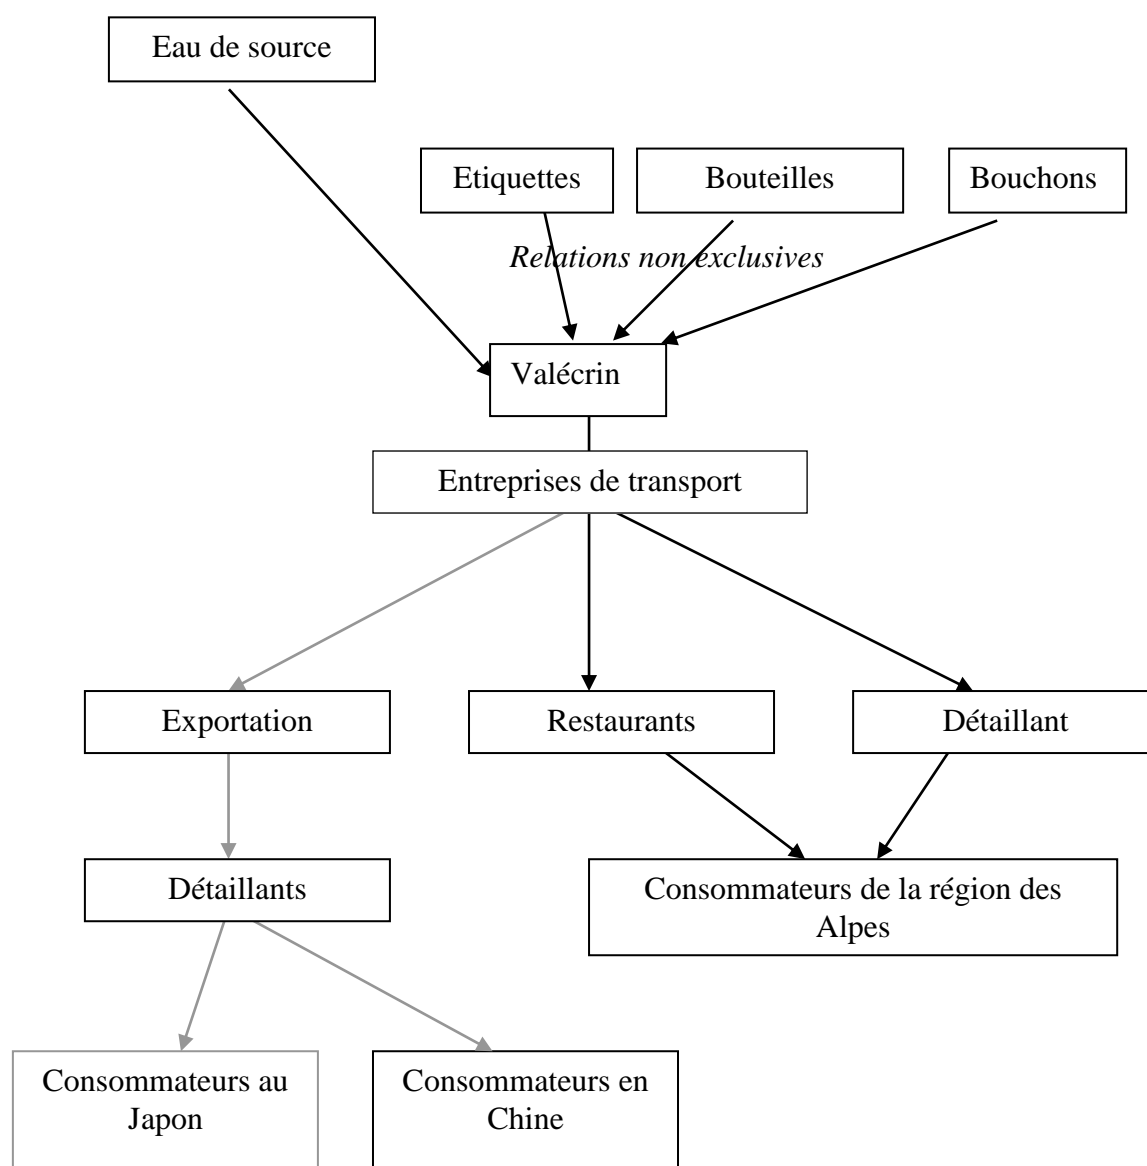 Eau de source
Etiquettes
Bouteilles
Bouchons
Relations non exclusives
Valécrin
Entreprises de transport
Exportation
Restaurants
Détaillant
Détaillants
Consommateurs de la région des
Alpes
Consommateurs au
Japon
Consommateurs en
Chine